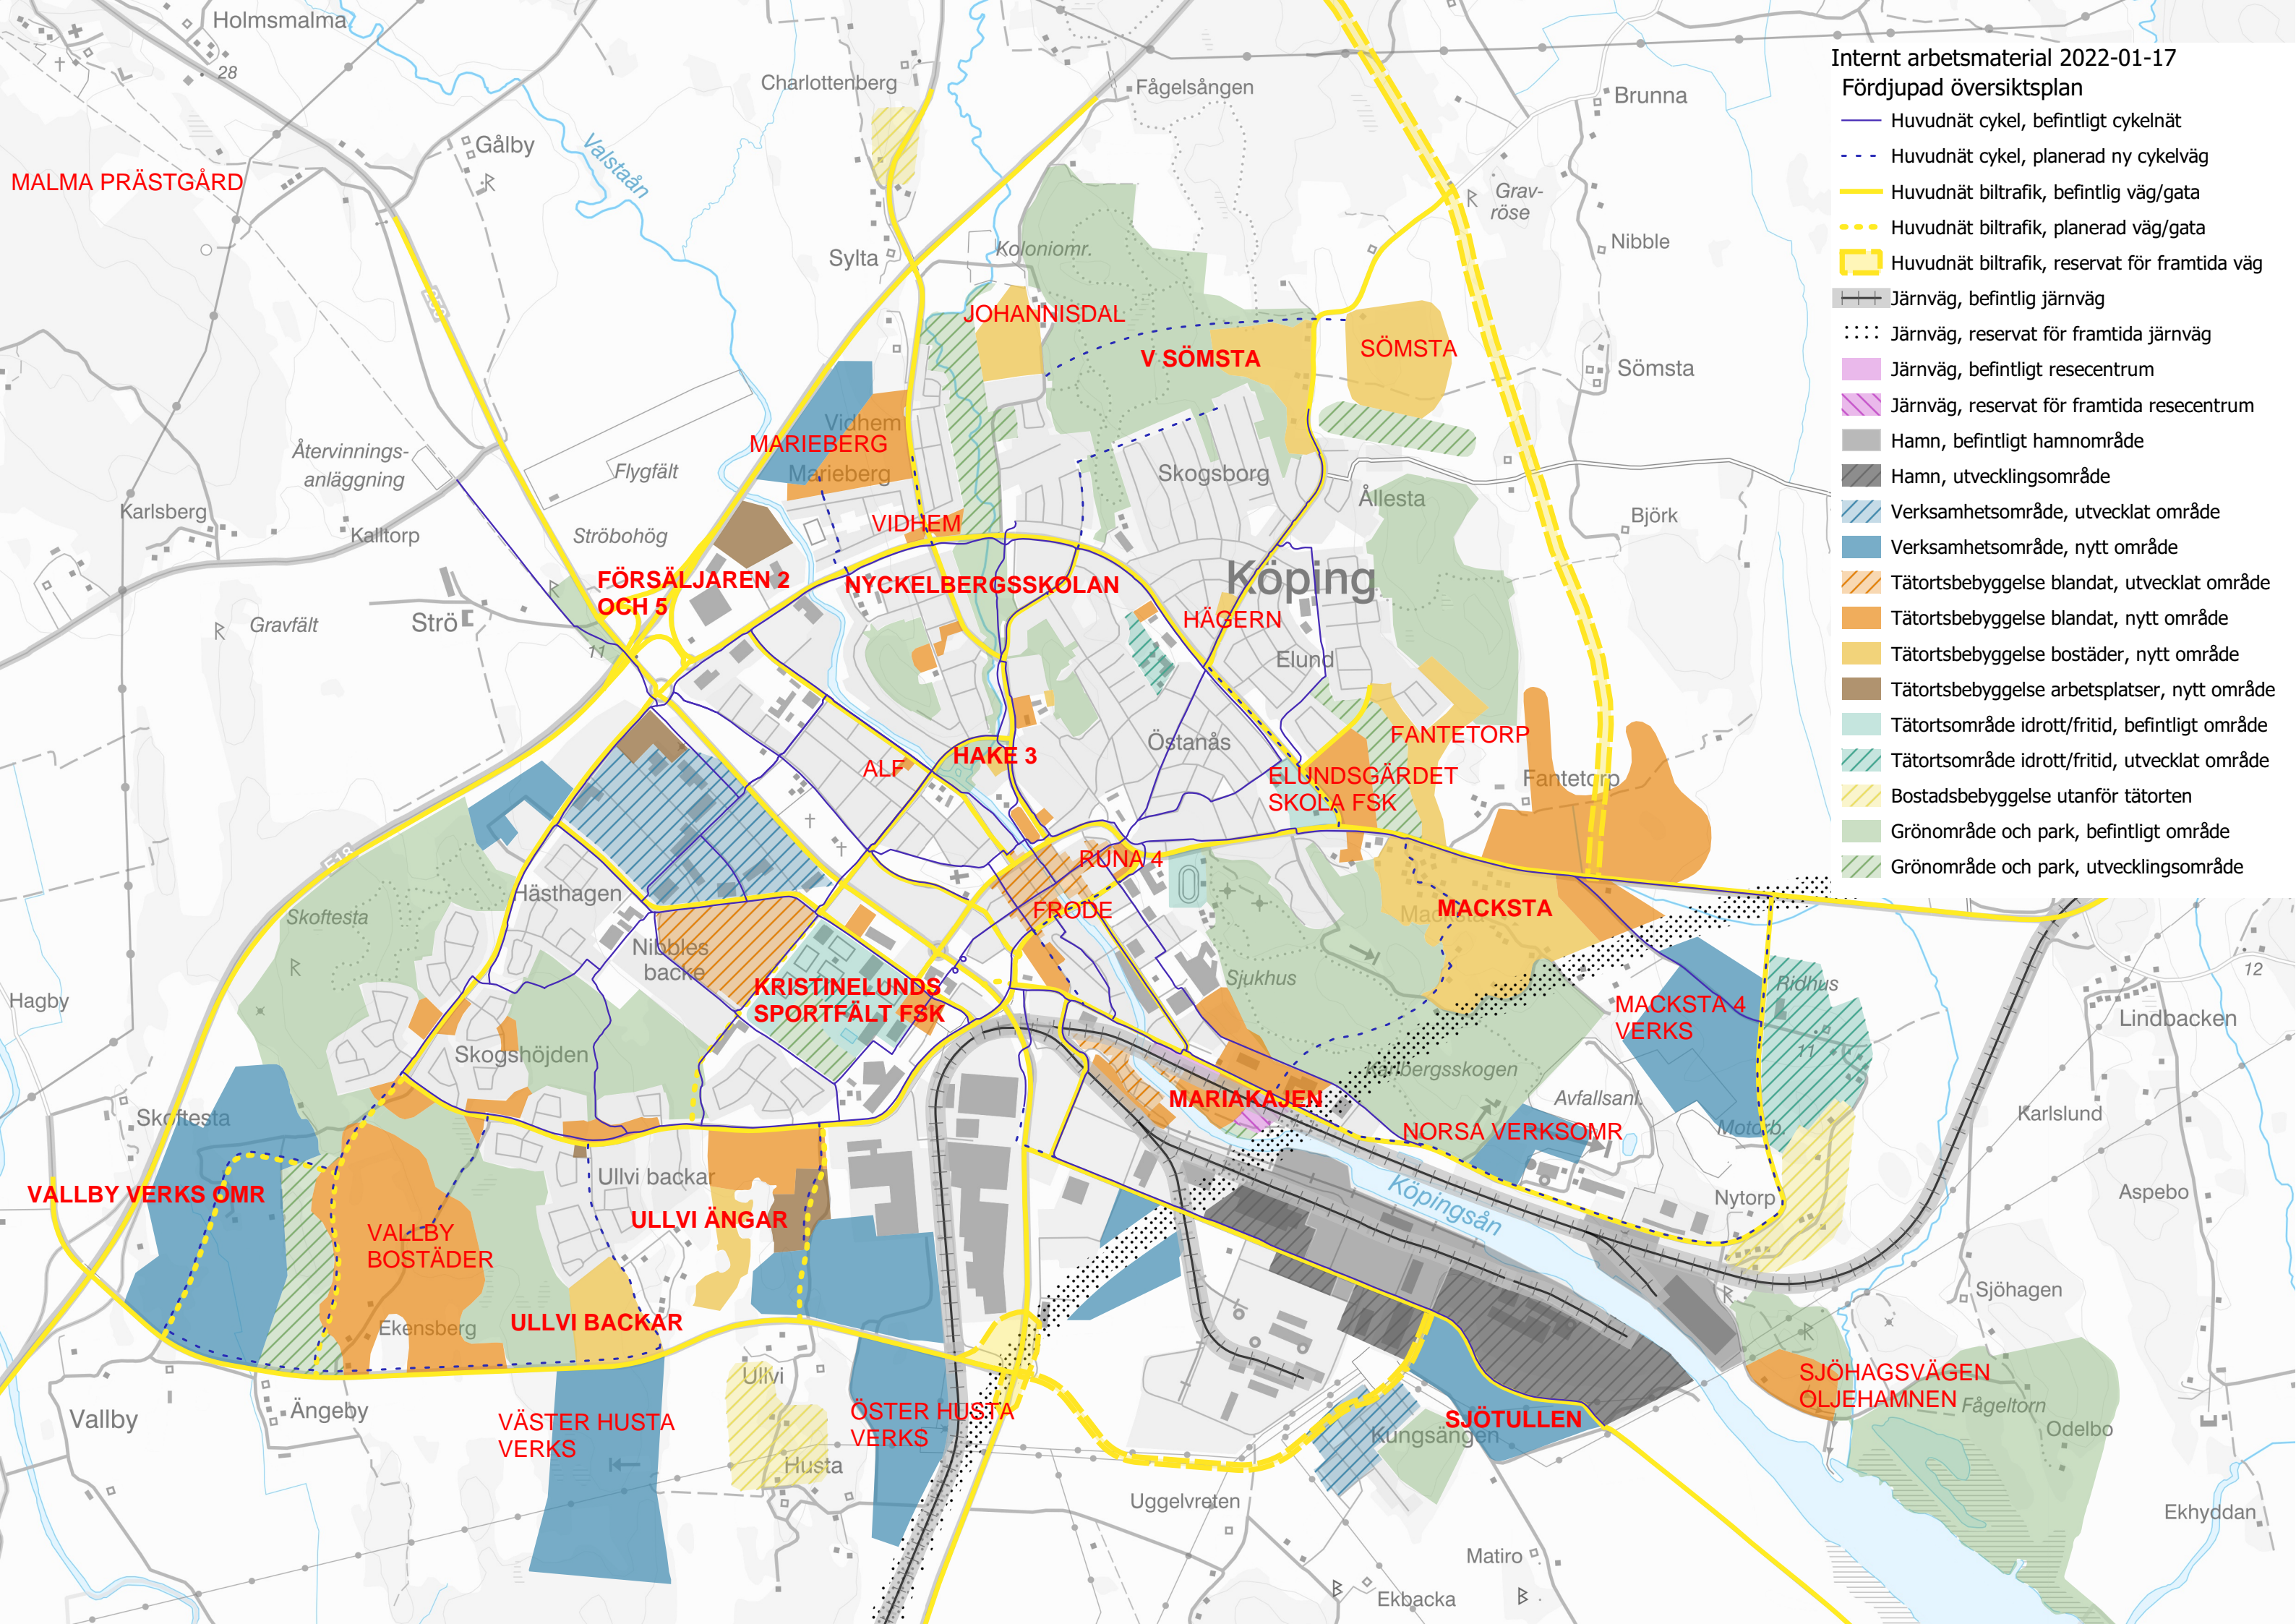 Internt arbetsmaterial 2022-01-17
Fördjupad översiktsplan
Huvudnät cykel, befintligt cykelnät
Huvudnät cykel, planerad ny cykelväg
Huvudnät biltrafik, befintlig väg/gata
Huvudnät biltrafik, planerad väg/gata
Huvudnät biltrafik, reservat för framtida väg
Järnväg, befintlig järnväg
Järnväg, reservat för framtida järnväg
Järnväg, befintligt resecentrum
Järnväg, reservat för framtida resecentrum
Hamn, befintligt hamnområde
Hamn, utvecklingsområde
Verksamhetsområde, utvecklat område
Verksamhetsområde, nytt område
Tätortsbebyggelse blandat, utvecklat område
Tätortsbebyggelse blandat, nytt område
Tätortsbebyggelse bostäder, nytt område
Tätortsbebyggelse arbetsplatser, nytt område
Tätortsområde idrott/fritid, befintligt område
Tätortsområde idrott/fritid, utvecklat område
Bostadsbebyggelse utanför tätorten
Grönområde och park, befintligt område
Grönområde och park, utvecklingsområde
Holmsmalma
28
Charlottenberg
Fågelsången
Brunna
Gålby
Valstaån
MALMA PRÄSTGÅRD
Grav-
röse
Nibble
Sylta
Koloniomr.
E250
JOHANNISDAL
V SÖMSTA
SÖMSTA
Sömsta
Vidhem
MARIEBERG
Marieberg
Återvinnings-
anläggning
Flygfält
Skogsborg
Ållesta
Karlsberg
Kalltorp
Ströbohög
VIDHEM
Björk
FÖRSÄLJAREN 2
OCH 5
NYCKELBERGSSKOLAN
Köping
HÄGERN
Strö
Gravfält
11
Elund
Östanås
FANTETORP
HAKE 3
ALF
ELUNDSGÄRDET
SKOLA FSK
Fantetorp
E18
RUNA 4
Hästhagen
Skoftesta
FRODE
MACKSTA
Macksta
Nibbles
backe
KRISTINELUNDS
SPORTFÄLT FSK
Sjukhus
Ridhus
12
Hagby
MACKSTA 4
VERKS
Lindbacken
Skogshöjden
11
Karlbergsskogen
Avfallsanl.
MARIAKAJEN
Skoftesta
NORSA VERKSOMR
Motorb.
Karlslund
Ullvi backar
VALLBY VERKS OMR
Köpingsån
Nytorp
Aspebo
ULLVI ÄNGAR
VALLBY
BOSTÄDER
Sjöhagen
Ekensberg
ULLVI BACKAR
Ullvi
SJÖHAGSVÄGEN
OLJEHAMNEN
Fågeltorn
Vallby
Ängeby
VÄSTER HUSTA
VERKS
ÖSTER HUSTA
VERKS
SJÖTULLEN
Kungsängen
Odelbo
Husta
Uggelvreten
Ekhyddan
Matiro
Ekbacka